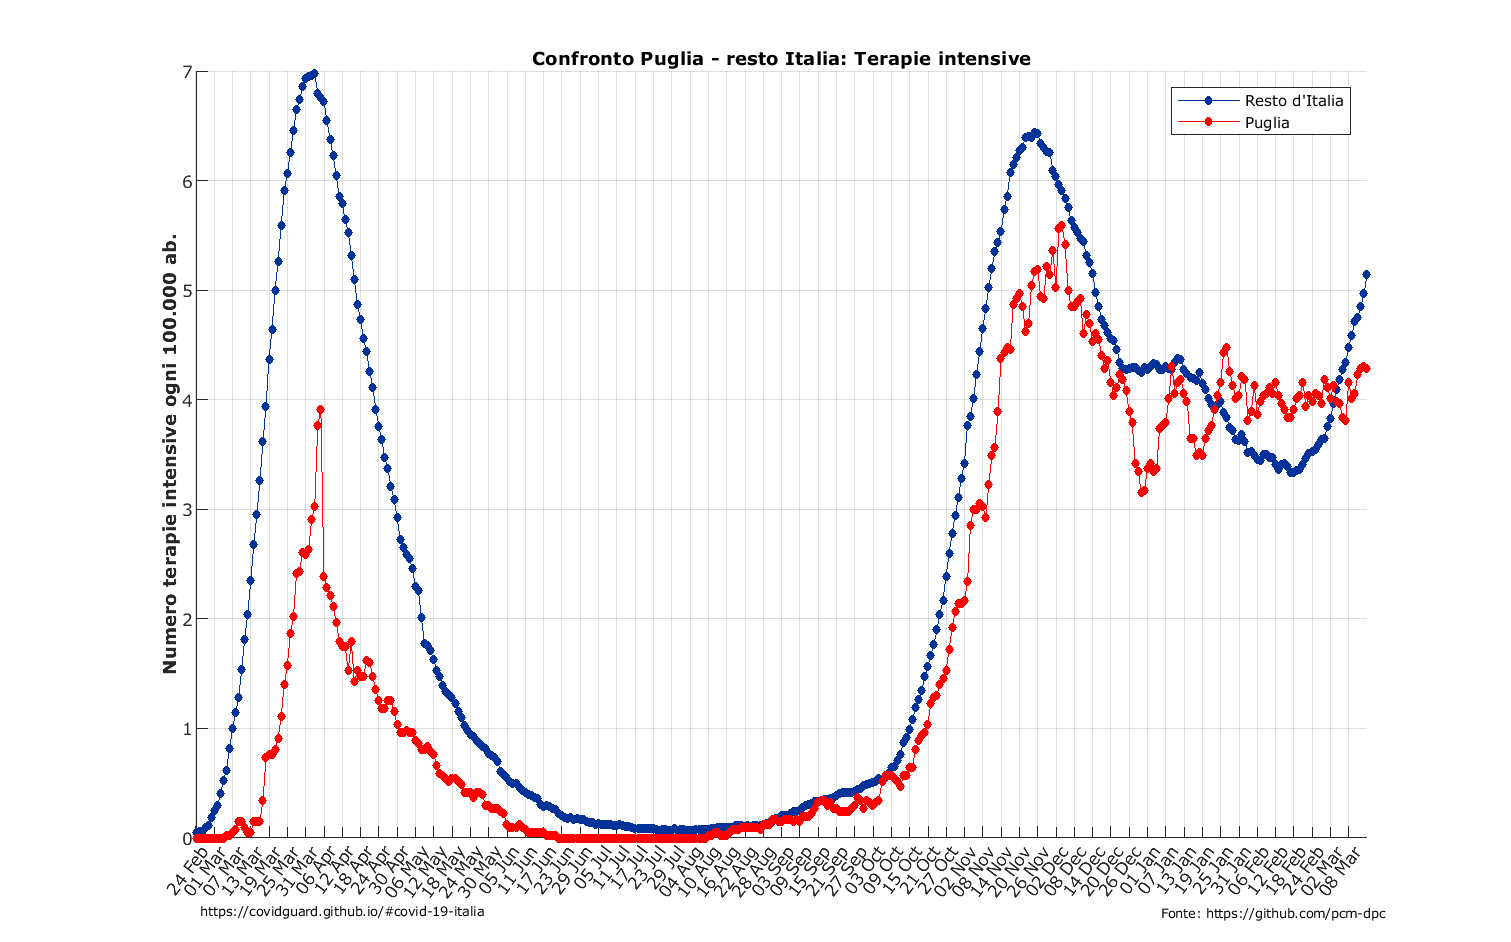 Confronto Puglia - resto Italia: Terapie intensive
Resto d'Italia
Puglia
Numero terapie intensive ogni 100.000 ab.
7
6
5
4
3
2
1
0
24 Feb
01 Mar
07 Mar
13 Mar
19 Mar
25 Mar
31 Mar
06 Apr
12 Apr
18 Apr
24 Apr
30 Apr
06 May
12 May
18 May
24 May
30 May
05 Jun
11 Jun
17 Jun
23 Jun
29 Jun
05 Jul
11 Jul
17 Jul
23 Jul
29 Jul
04 Aug
10 Aug
16 Aug
22 Aug
28 Aug
03 Sep
09 Sep
15 Sep
21 Sep
27 Sep
03 Oct
09 Oct
15 Oct
21 Oct
27 Oct
02 Nov
08 Nov
14 Nov
20 Nov
26 Nov
02 Dec
08 Dec
14 Dec
20 Dec
26 Dec
01 Jan
07 Jan
13 Jan
19 Jan
25 Jan
31 Jan
06 Feb
12 Feb
18 Feb
24 Feb
02 Mar
08 Mar
https://covidguard.github.io/#covid-19-italia
Fonte: https://github.com/pcm-dpc